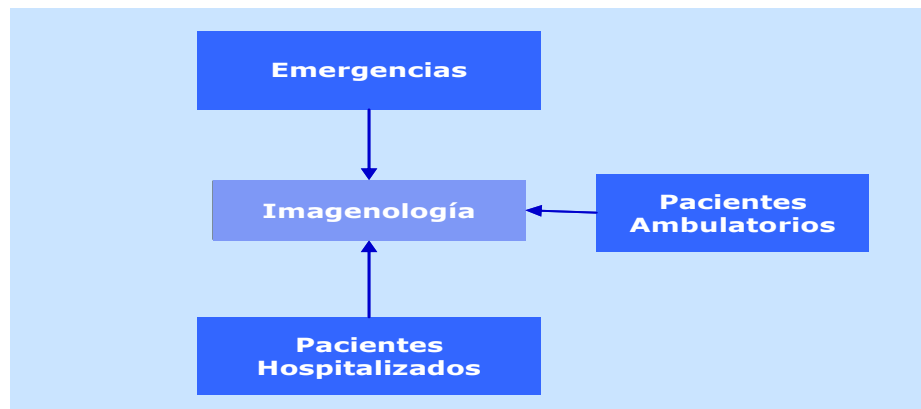 Emergencias
Imagenología
Pacientes
Ambulatorios
Pacientes
Hospitalizados